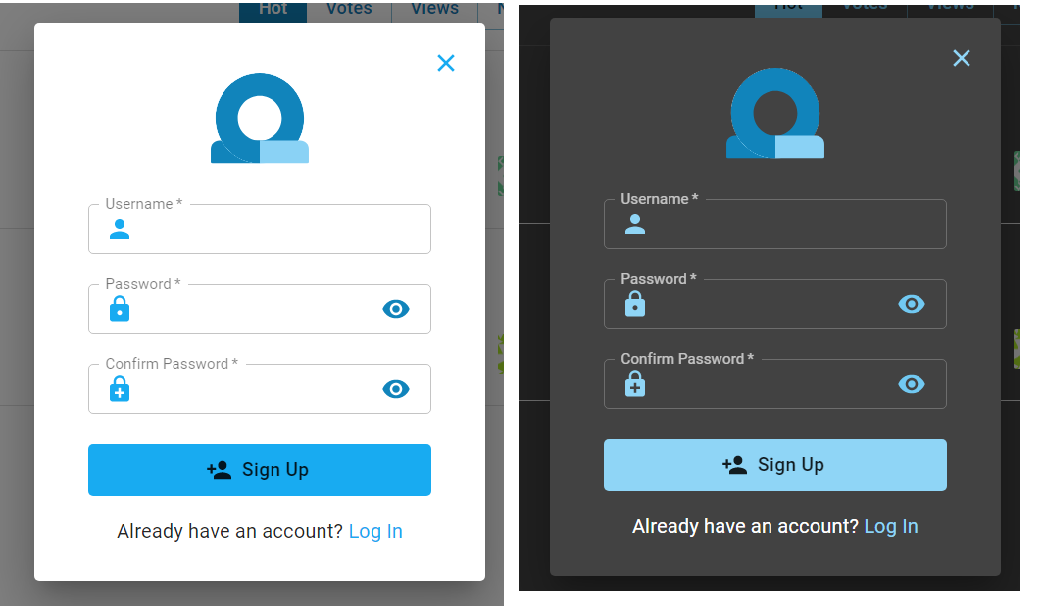 Hot Votes Views
Username *
Password *
Confirm Password *
Sign Up
Already have an account? Log In
Hot Votes Views
Username *
Password *
Confirm Password *
Sign Up
Already have an account? Log In